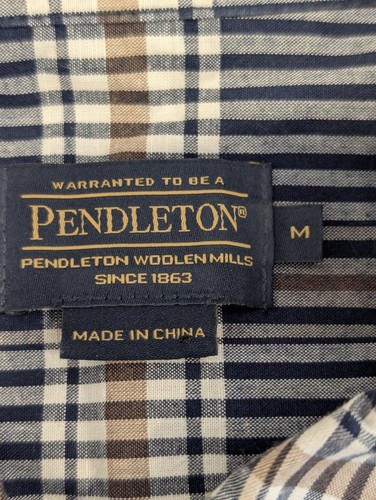 WARRANTED TO BE A
PENDLETON®
PENDLETON WOOLEN MILLS
SINCE 1863
M
MADE IN CHINA